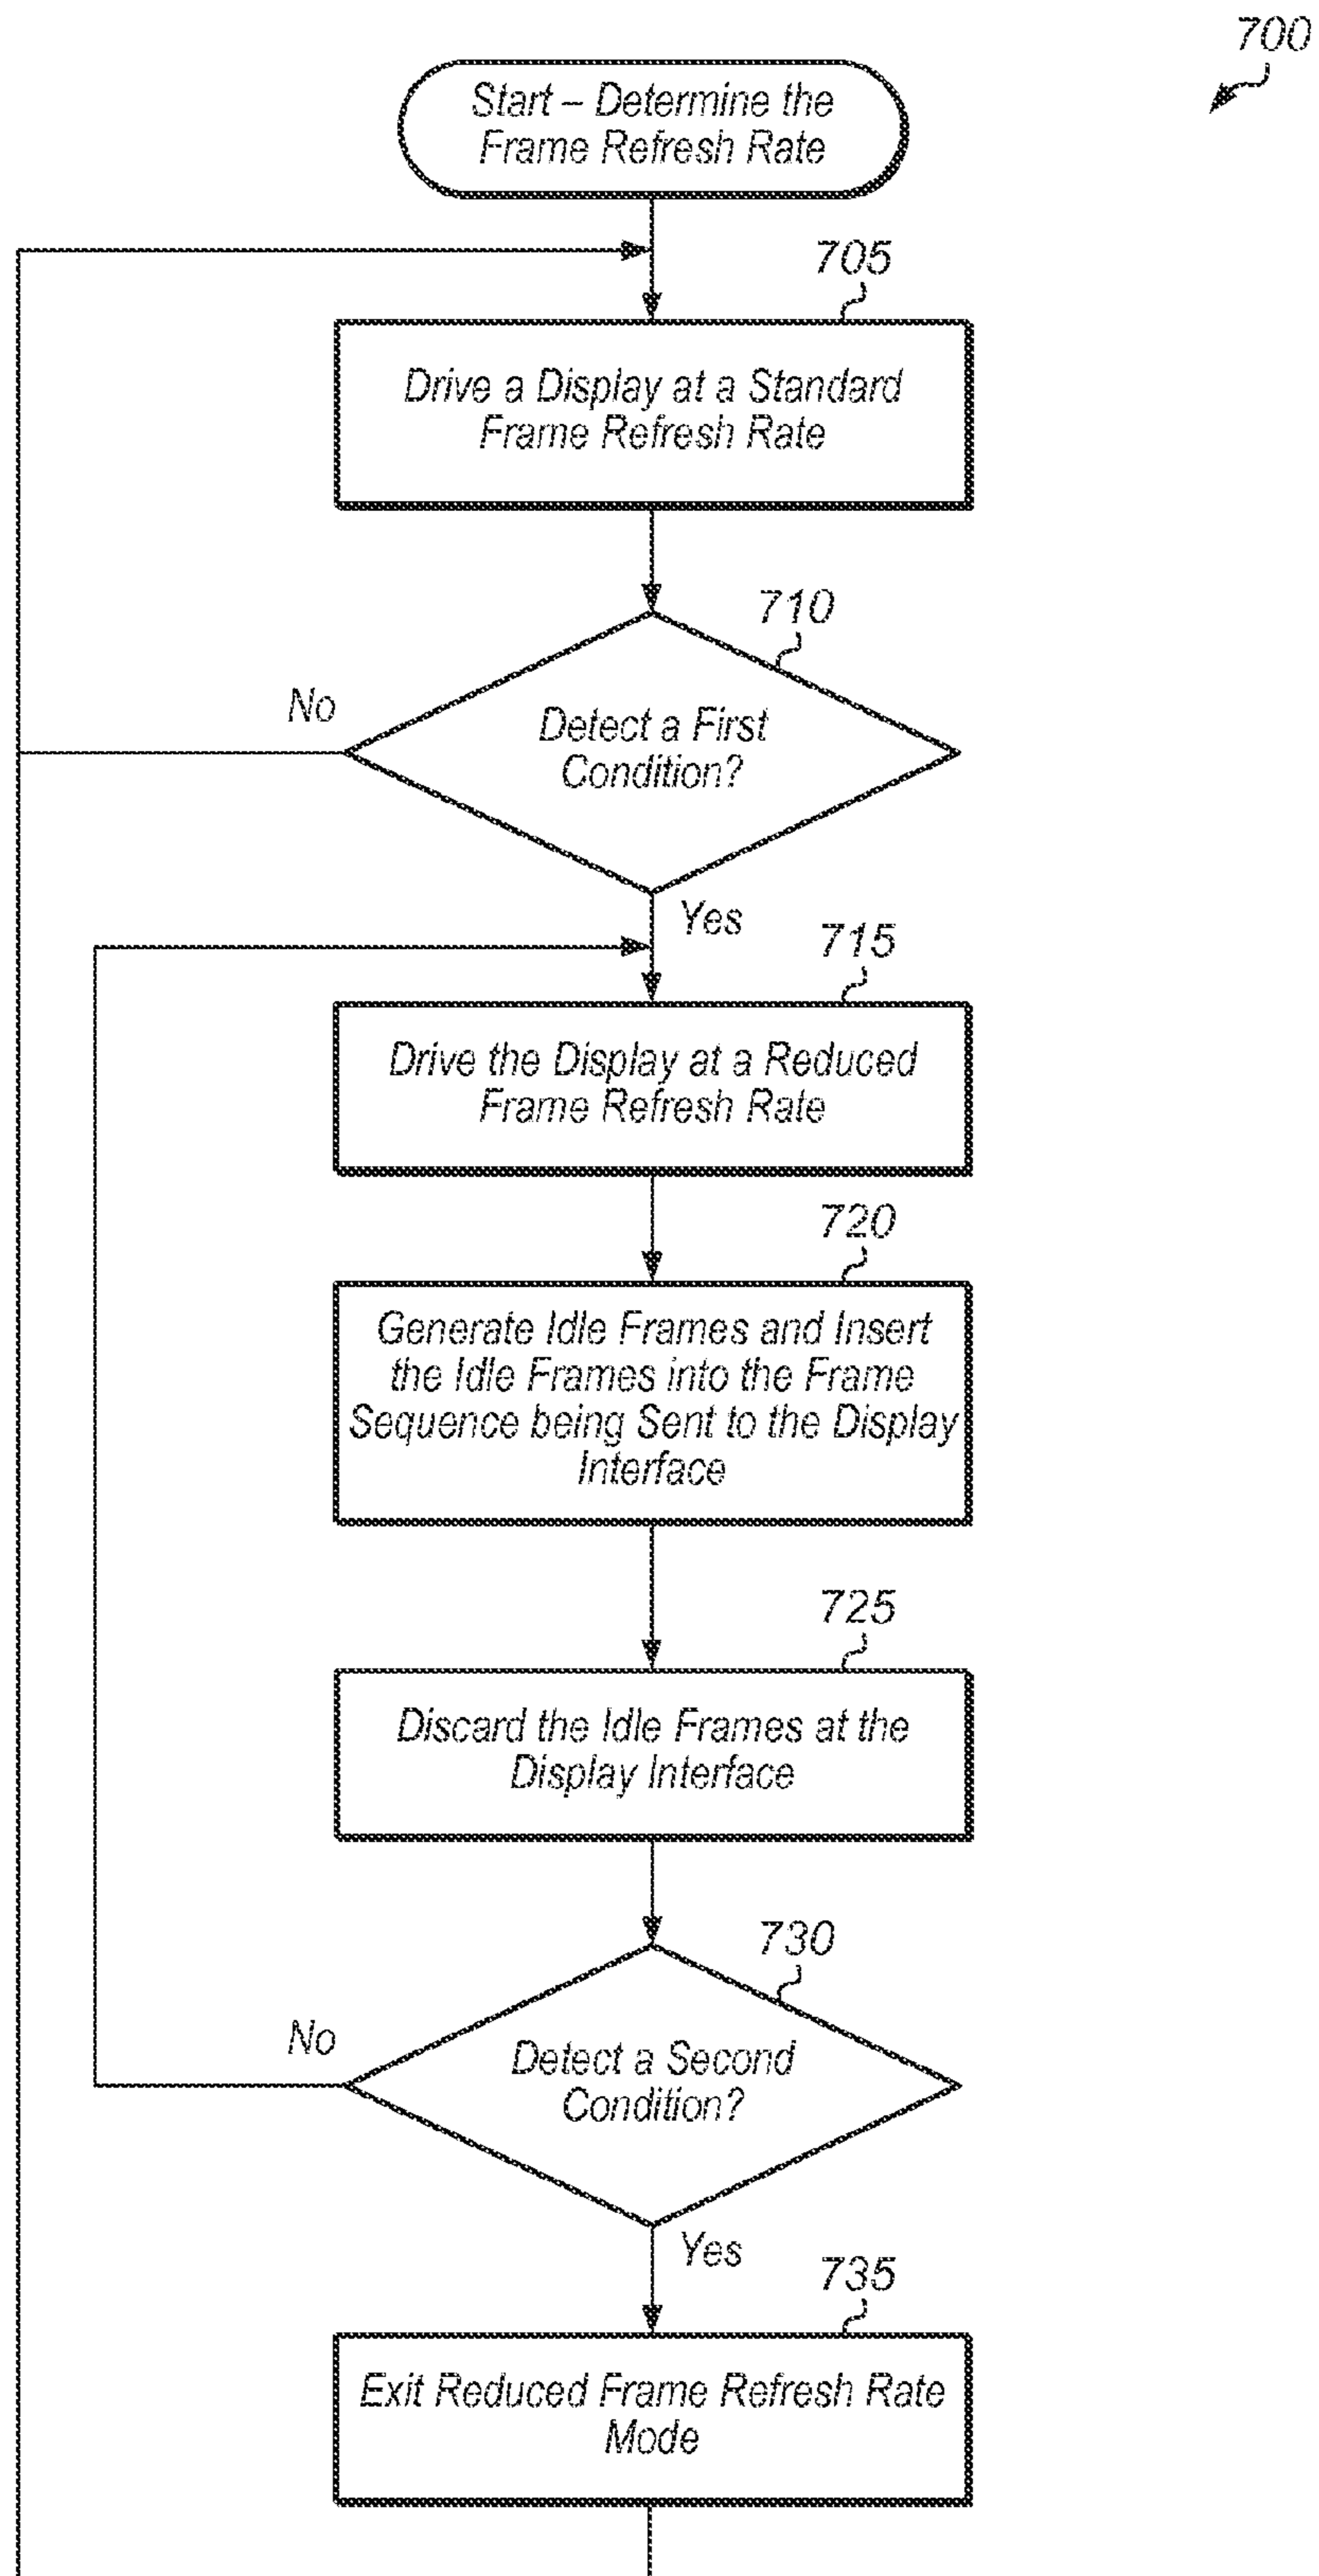 700
Start – Determine the
Frame Refresh Rate
705
Drive a Display at a Standard
Frame Refresh Rate
710
No
Detect a First
Condition?
Yes
715
Drive the Display at a Reduced
Frame Refresh Rate
720
Generate Idle Frames and Insert
the Idle Frames into the Frame
Sequence being Sent to the Display
Interface
725
Discard the Idle Frames at the
Display Interface
730
No
Detect a Second
Condition?
Yes
735
Exit Reduced Frame Refresh Rate
Mode